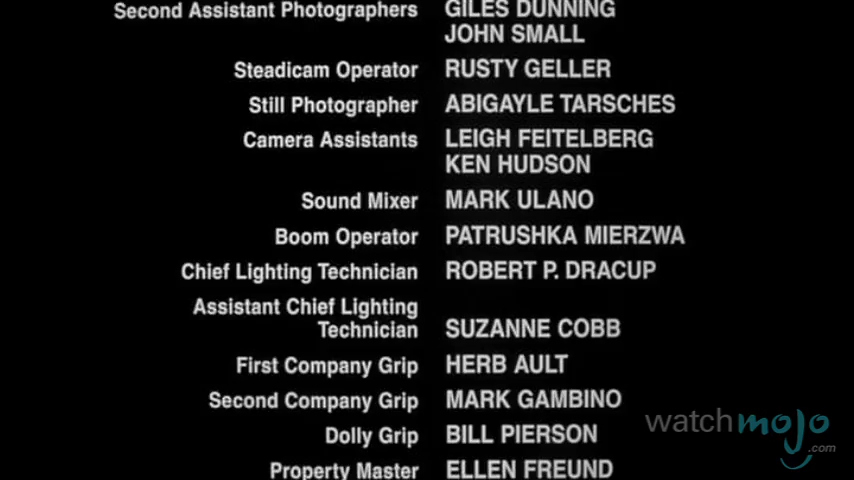 Second Assistant Photographers GILES DUNNING
JOHN SMALL
Steadicam Operator RUSTY GELLER
Still Photographer ABIGAYLE TARSCHES
Camera Assistants LEIGH FEITELBERG
KEN HUDSON
Sound Mixer MARK ULANO
Boom Operator PATRUSHKA MIERZWA
Chief Lighting Technician ROBERT P. DRACUP
Assistant Chief Lighting
Technician SUZANNE COBB
First Company Grip HERB AULT
Second Company Grip MARK GAMBINO
Dolly Grip BILL PIERSON
Property Master ELLEN FREUND
watchmojo
.com